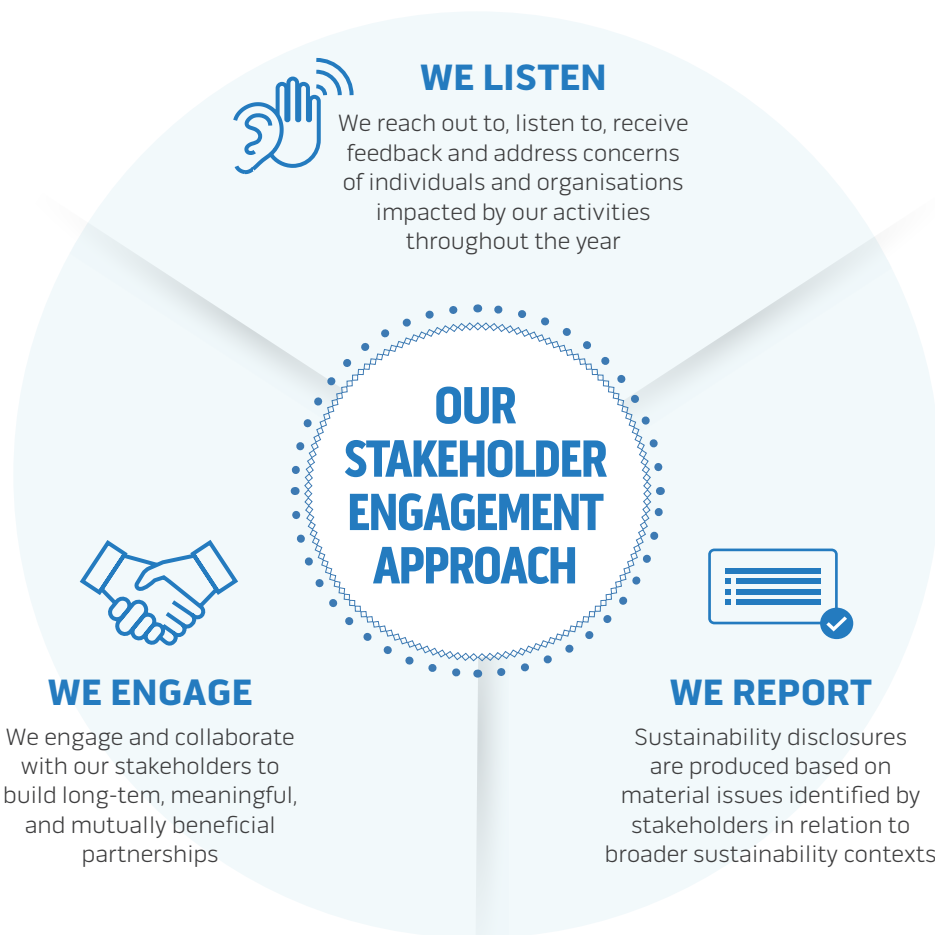 WE LISTEN
We reach out to, listen to, receive
feedback and address concerns
of individuals and organisations
impacted by our activities
throughout the year
OUR
STAKEHOLDER
ENGAGEMENT
APPROACH
WE ENGAGE
We engage and collaborate
with our stakeholders to
build long-tem, meaningful,
and mutually beneficial
partnerships
WE REPORT
Sustainability disclosures
are produced based on
material issues identified by
stakeholders in relation to
broader sustainability contexts